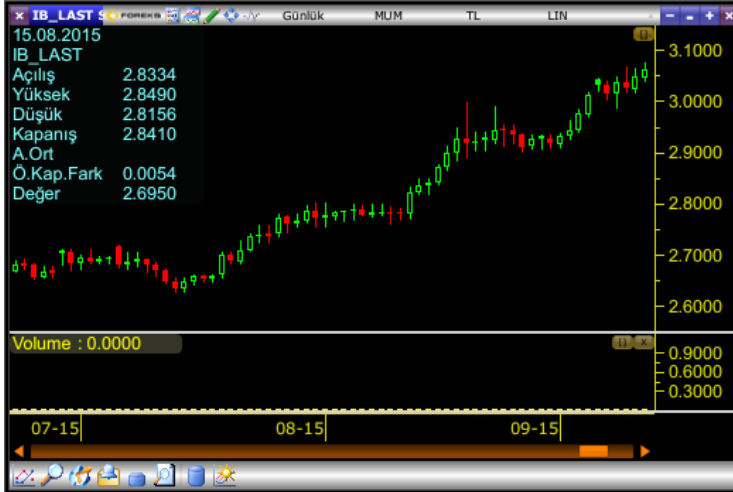 IB_LAST S FOREKS Günlük MUM TL LIN
15.08.2015
IB_LAST
Açılış 2.8334
Yüksek 2.8490
Düşük 2.8156
Kapanış 2.8410
A.Ort
Ö.Kap.Fark 0.0054
Değer 2.6950
3.1000
3.0000
2.9000
2.8000
2.7000
2.6000
Volume : 0.0000
0.9000
0.6000
0.3000
07-15 08-15 09-15